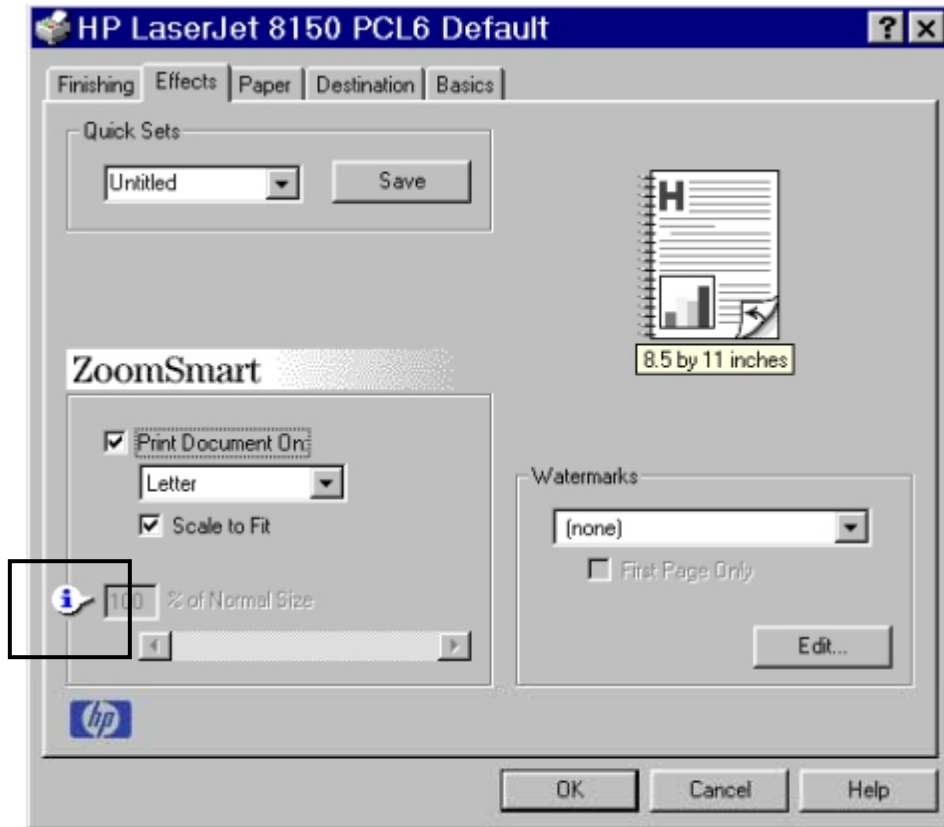 HP LaserJet 8150 PCL6 Default
Finishing Effects Paper Destination Basics
Quick Sets
Untitled
Save
H
8.5 by 11 inches
ZoomSmart
Print Document On:
Letter
Scale to Fit
i 100 % of Normal Size
Watermarks
(none)
First Page Only
Edit...
hp
OK Cancel Help